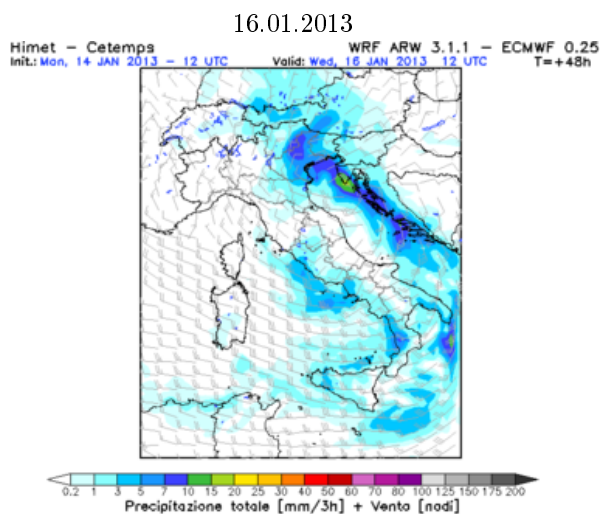 16.01.2013
Himet - Cetemps WRF ARW 3.1.1 - ECMWF 0.25
Init.: Mon, 14 JAN 2013 - 12 UTC Valid: Wed, 16 JAN 2013 12 UTC T=+48h
0.2 1 3 5 7 10 15 20 25 30 40 50 60 70 80 100 125 150 175 200
Precipitazione totale [mm/3h] + Vento [nodi]